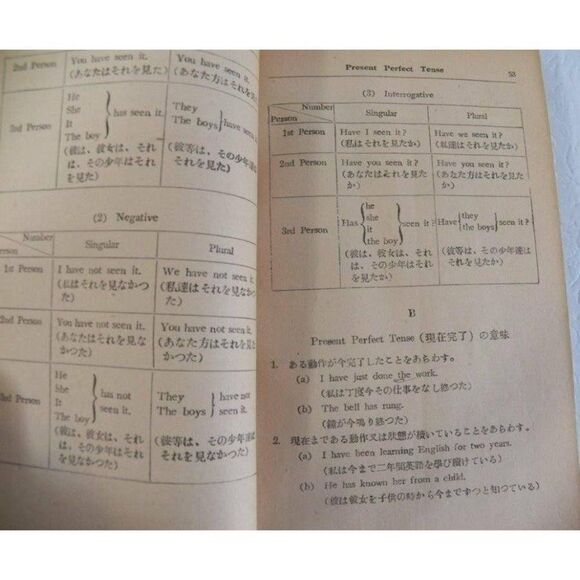 2nd Person You have seen it. You have seen it.
(あなたはそれを見た) (あなた方はそれを見た)
3rd Person He She It The boy has seen it. They The boys have seen
(彼は、彼女は、それは、その少年はそれを見た) (彼等は、その少年達
(2) Negative
Number
Person Singular Plural
1st Person I have not seen it. We have not seen it.
(私はそれを見なかつた) (私達はそれを見なかつた)
2nd Person You have not seen it. You have not seen it.
(あなたはそれを見なかつた) (あなた方はそれを見なかつた)
3rd Person He She It The boy has not seen it. They The boys have not seen it.
(彼は、彼女は、それは、その少年はそれを見なかつた) (彼等は、その少年達はそれを見なかつた)
Present Perfect Tense 53
(3) Interrogative
Number
Person Singular Plural
1st Person Have I seen it? Have we seen it?
(私はそれを見たか) (私達はそれを見たか)
2nd Person Have you seen it? Have you seen it?
(あなたはそれを見たか) (あなた方はそれを見たか)
3rd Person Has he she it the boy seen it? Have they the boys seen it?
(彼は、彼女は、それは、その少年はそれを見たか) (彼等は、その少年達はそれを見たか)
B
Present Perfect Tense (現在完了) の意味
1. ある動作が今完了したことをあらわす。
(a) I have just done the work.
(私は丁度今その仕事をなし終つた)
(b) The bell has rung.
(鐘が今鳴り終つた)
2. 現在まである動作又は狀態が續いていることをあらわす。
(a) I have been learning English for two years.
(私は今まで二年間英語を學び續けている)
(b) He has known her from a child.
(彼は彼女を子供の時から今までずつと知つている)